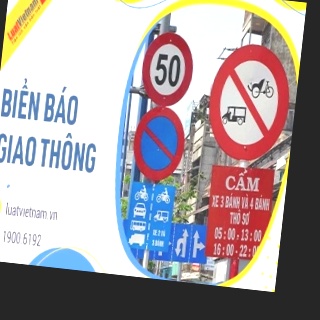 LuatVietnam
BIỂN BÁO
GIAO THÔNG
luatvietnam.vn
1900 6192
50
CẤM
XE 3 BÁNH VÀ 4 BÁNH
THÔ SƠ
05 : 00 - 13 : 00
16 : 00 - 22 :